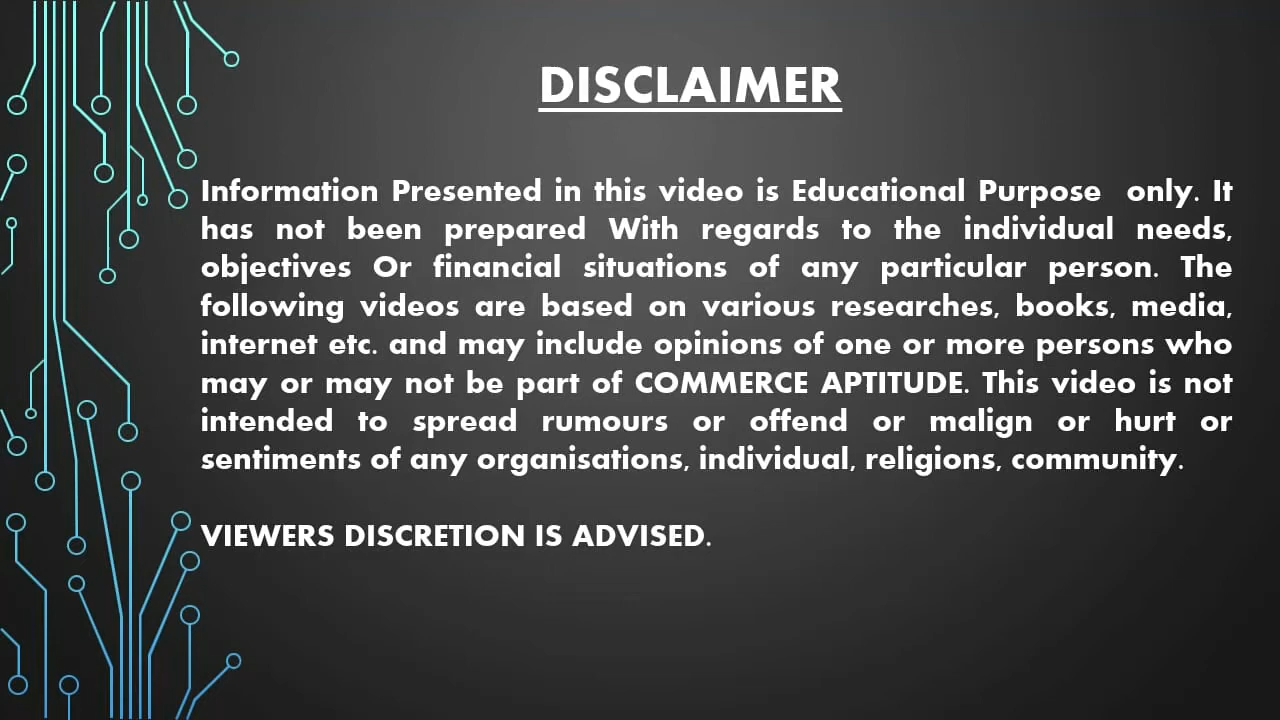 DISCLAIMER
Information Presented in this video is Educational Purpose only. It
has not been prepared With regards to the individual needs,
objectives Or financial situations of any particular person. The
following videos are based on various researches, books, media,
internet etc. and may include opinions of one or more persons who
may or may not be part of COMMERCE APTITUDE. This video is not
intended to spread rumours or offend or malign or hurt or
sentiments of any organisations, individual, religions, community.
VIEWERS DISCRETION IS ADVISED.